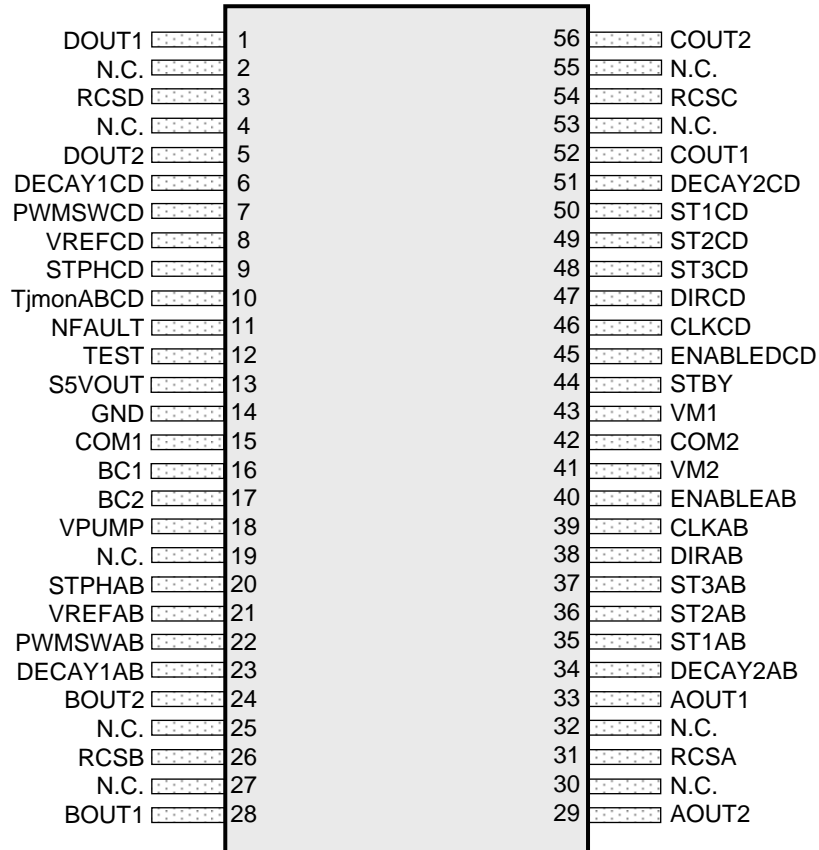 DOUT1 1 56 COUT2
N.C. 2 55 N.C.
RCSD 3 54 RCSC
N.C. 4 53 N.C.
DOUT2 5 52 COUT1
DECAY1CD 6 51 DECAY2CD
PWMSWCD 7 50 ST1CD
VREFCD 8 49 ST2CD
STPHCD 9 48 ST3CD
TjmonABCD 10 47 DIRCD
NFAULT 11 46 CLKCD
TEST 12 45 ENABLEDCD
S5VOUT 13 44 STBY
GND 14 43 VM1
COM1 15 42 COM2
BC1 16 41 VM2
BC2 17 40 ENABLEAB
VPUMP 18 39 CLKAB
N.C. 19 38 DIRAB
STPHAB 20 37 ST3AB
VREFAB 21 36 ST2AB
PWMSWAB 22 35 ST1AB
DECAY1AB 23 34 DECAY2AB
BOUT2 24 33 AOUT1
N.C. 25 32 N.C.
RCSB 26 31 RCSA
N.C. 27 30 N.C.
BOUT1 28 29 AOUT2